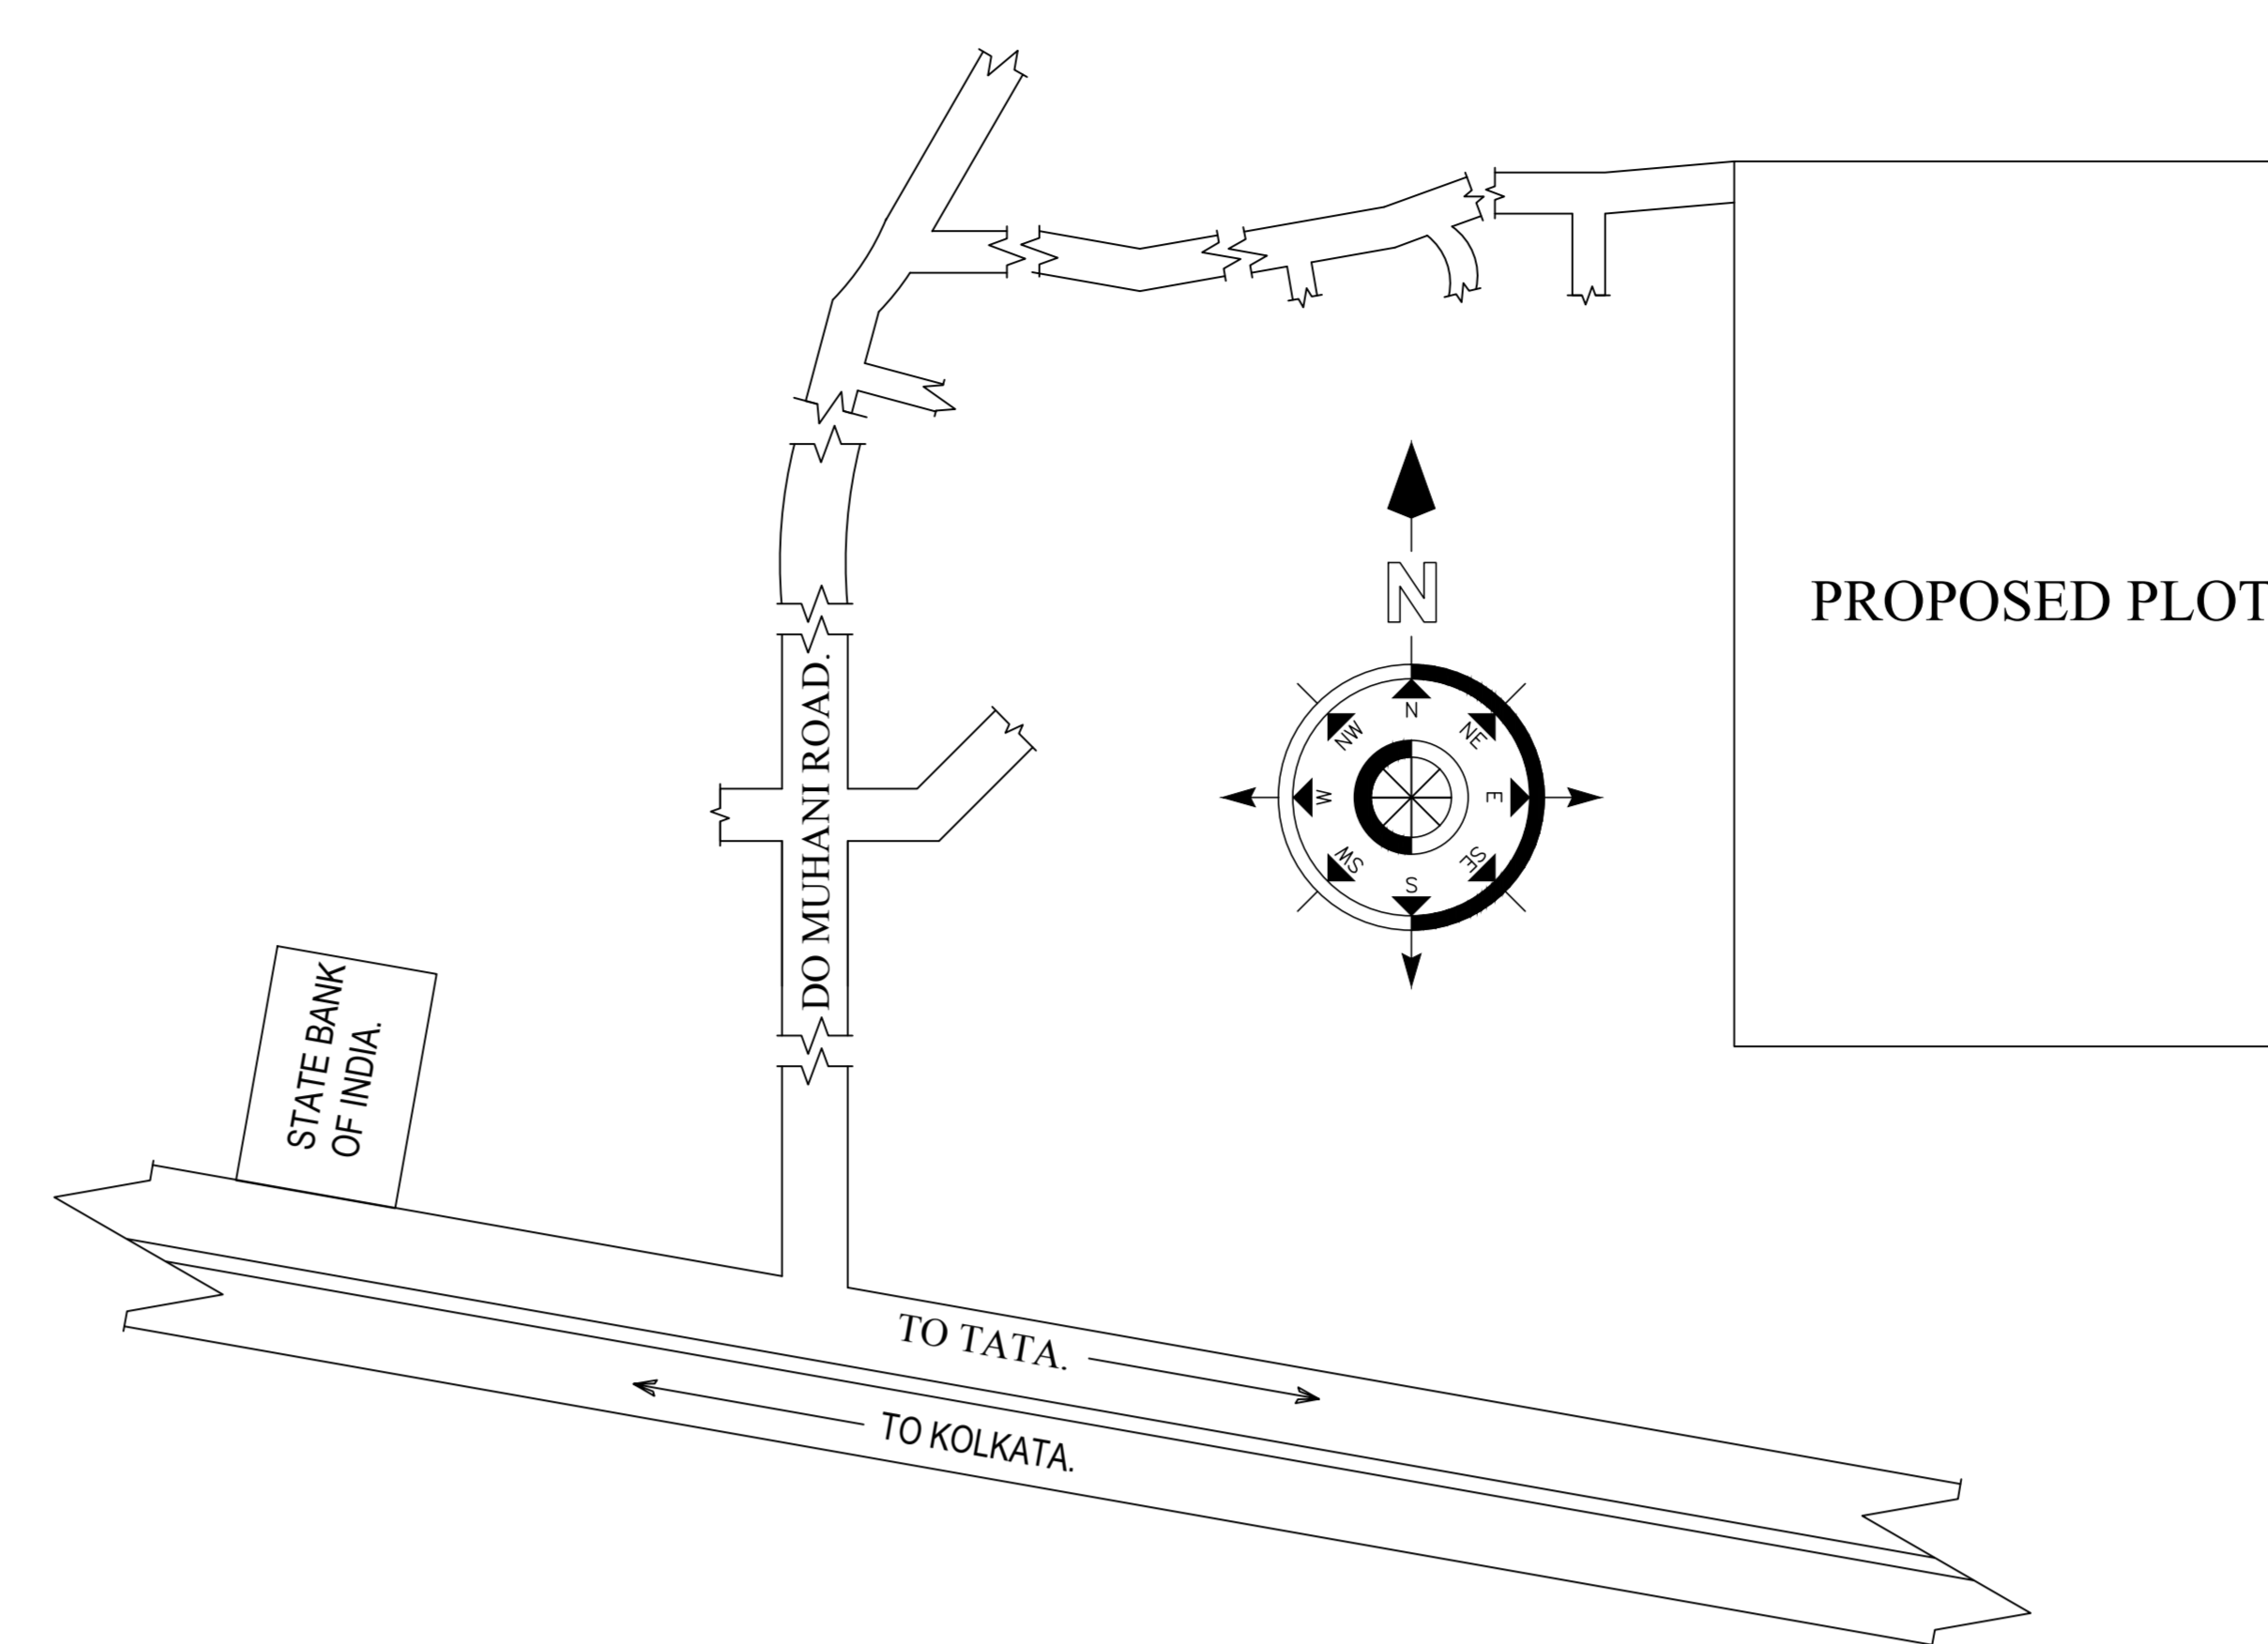 PROPOSED PLOT
N
N
NW
NE
W
E
SW
SE
S
DO MUHANI ROAD.
STATE BANK
OF INDIA.
TO TATA.
TO KOLKATA.